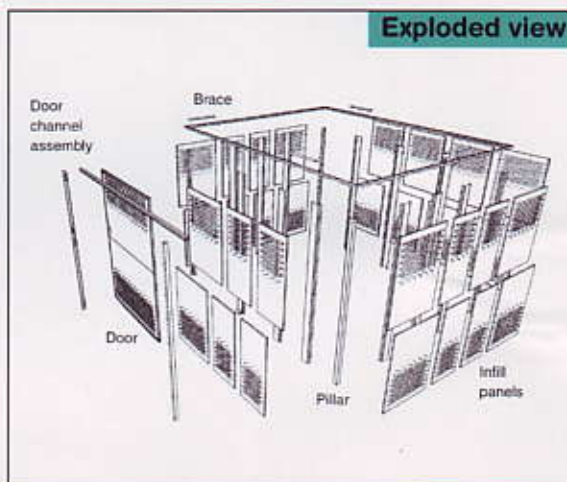 Exploded view
Brace
Door
channel
assembly
Door
Pillar
Infill
panels